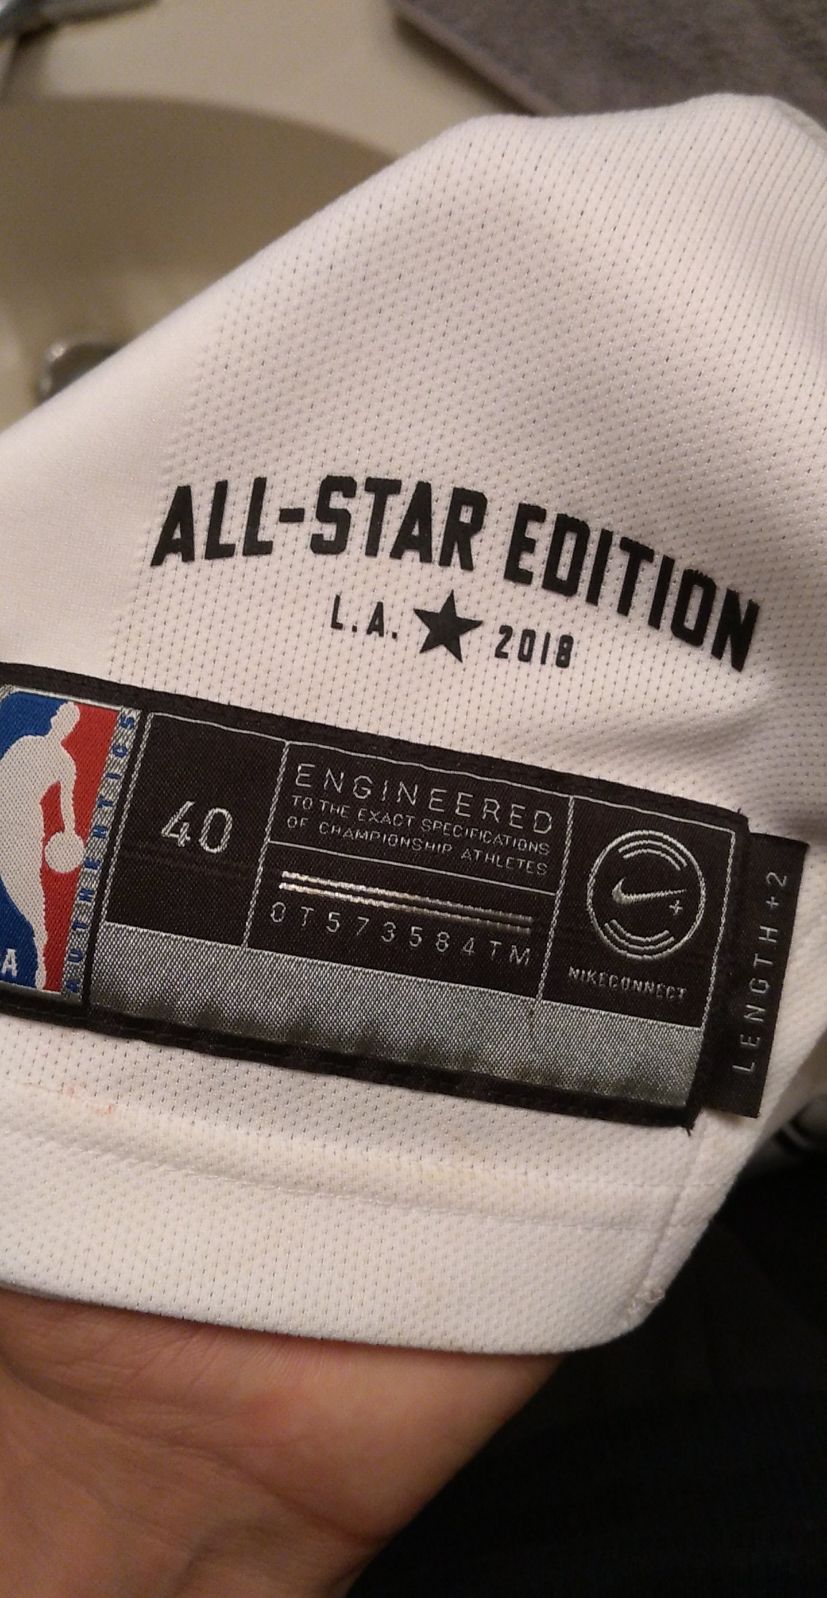 ALL-STAR EDITION
L.A. ★ 2018
A
AUTHENTICS
40
ENGINEERED
TO THE EXACT SPECIFICATIONS
OF CHAMPIONSHIP ATHLETES
0T573584TM
NIKECONNECT
LENGTH +2